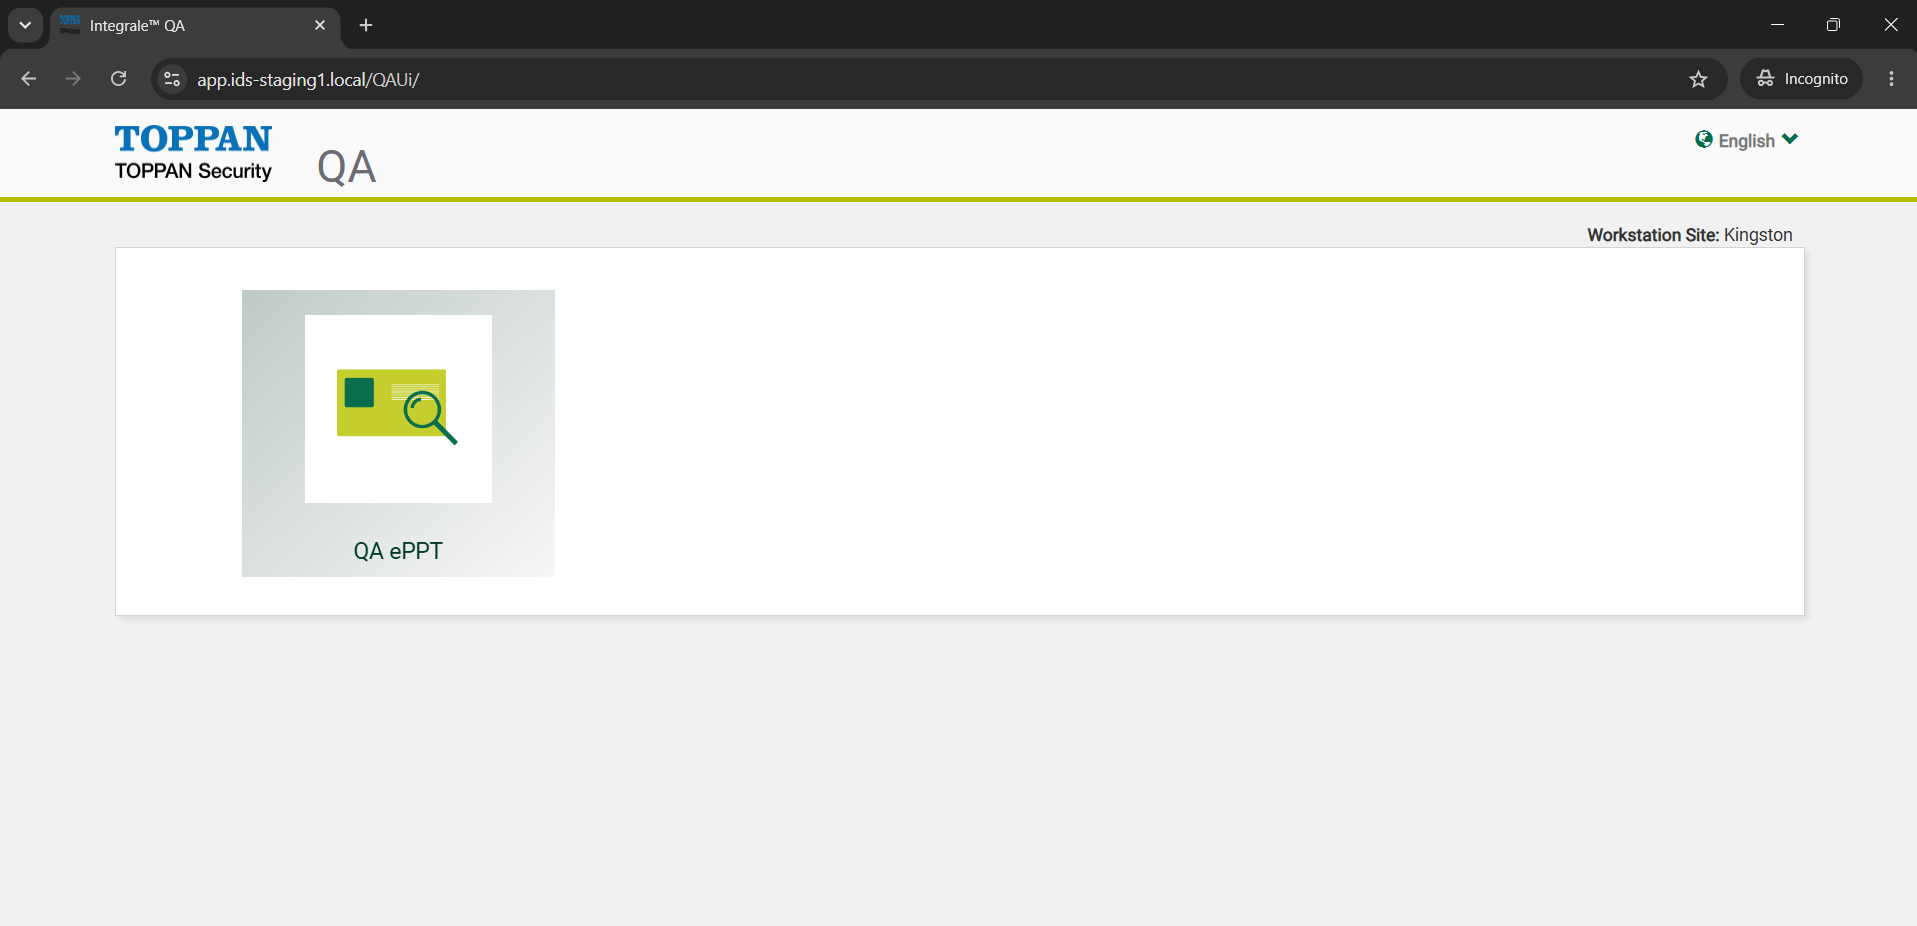 Integrale™ QA
app.ids-staging1.local/QAUi/
Incognito
TOPPAN
TOPPAN Security
QA
English
Workstation Site: Kingston
QA ePPT